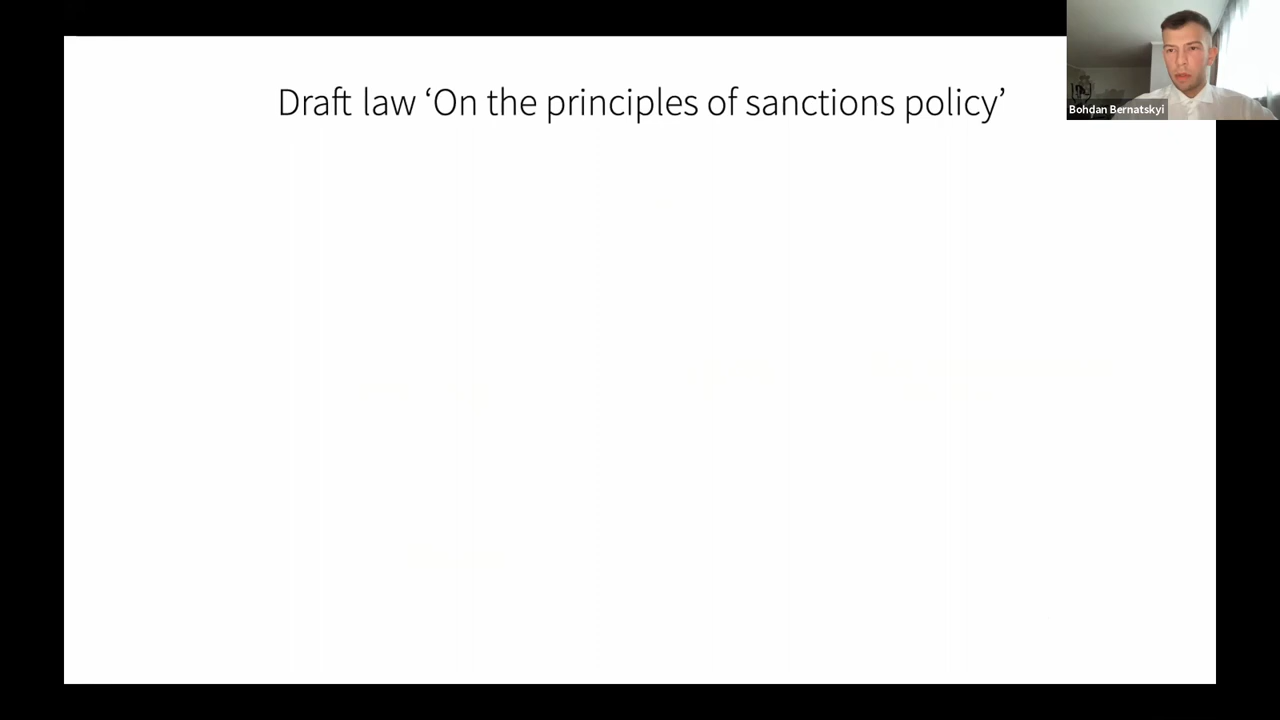 Draft law ‘On the principles of sanctions policy’
Bohdan Bernatskyi